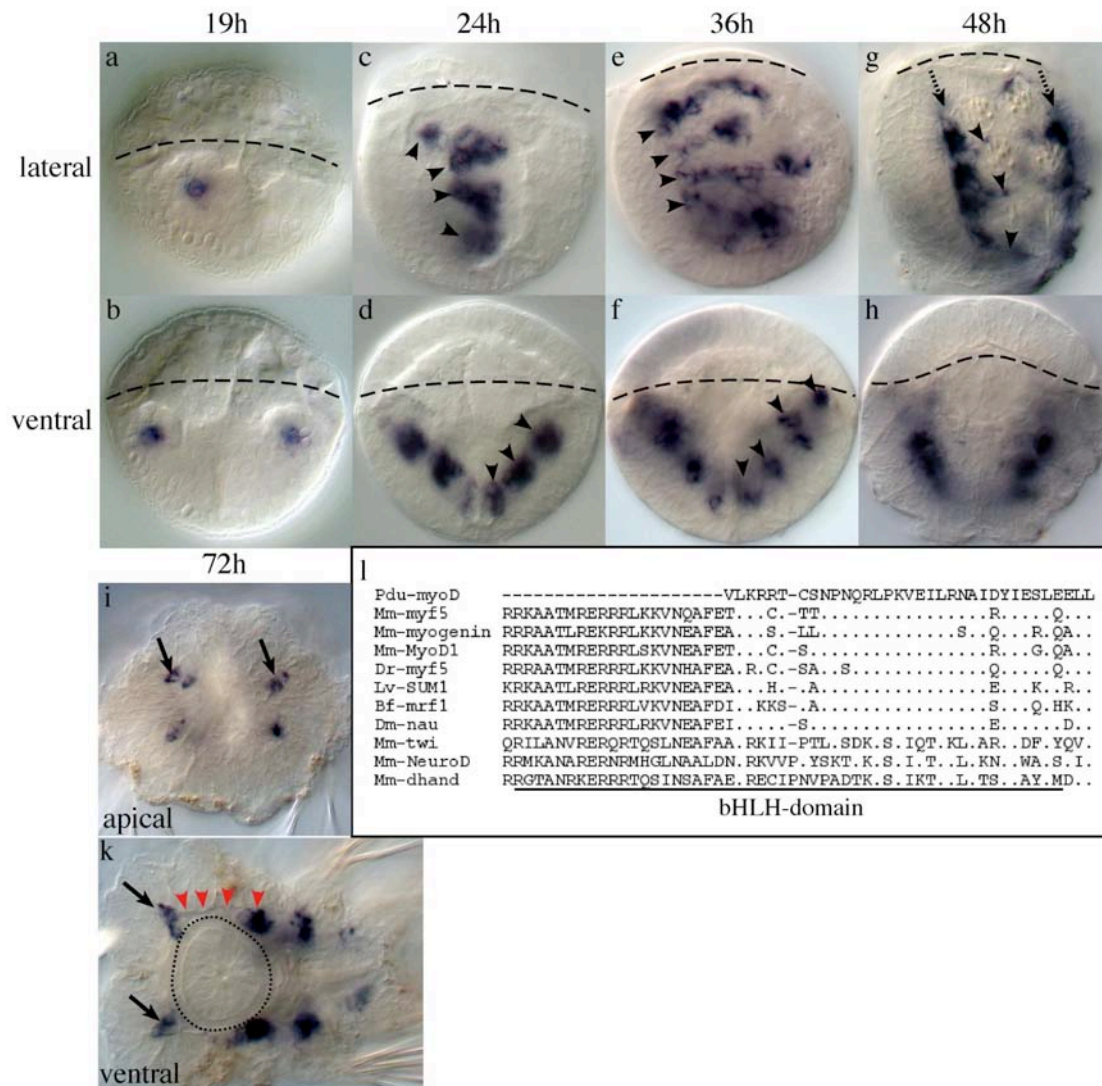 19h 24h 36h 48h
a c e g
lateral
b d f h
ventral
72h
i
apical
k
ventral
l
Pdu-myoD ----------------------VLKRRT-CSNPNQRLPKVEILRNAIDYIESLEELL
Mm-myf5 RRKAATMRERRRLKKVNQAFET...C.-TT.................R.....Q...
Mm-myogenin RRRAATLREKRRLKKVNEAFEA...S.-LL..............S..Q...R.QA..
Mm-MyoD1 RRKAATMRERRRLSKVNEAFET...C.-S..................R...G.QA..
Dr-myf5 RRKAATMRERRRLKKVNHAFEA.R.C.-SA...S.............Q.....Q...
Lv-SUM1 KRKAATLRERRRLRKVNEAFEA...H.-.A.................E...K..R..
Bf-mrf1 RRKAATMRERRRLVKVNEAFDI..KKS-.A.................S...Q.HK..
Dm-nau RRKAATMRERRRLRKVNEAFEI.....-.S.................E.....D..
Mm-twi QRILANVRERQRTQSLNEAFAA.RKII-PTL.SDK.S.IQT.KL.AR..DF.YQV.
Mm-NeuroD RRMKANARERNRMHGLNAALDN.RKVVP.YSKT.K.S.I.T..L.KN..WA.S.I
Mm-dhand RRGTANRKERRRTQSINSAFAE.RECIPNVPADTK.S.IKT..L.TS..AY.MD..
bHLH-domain